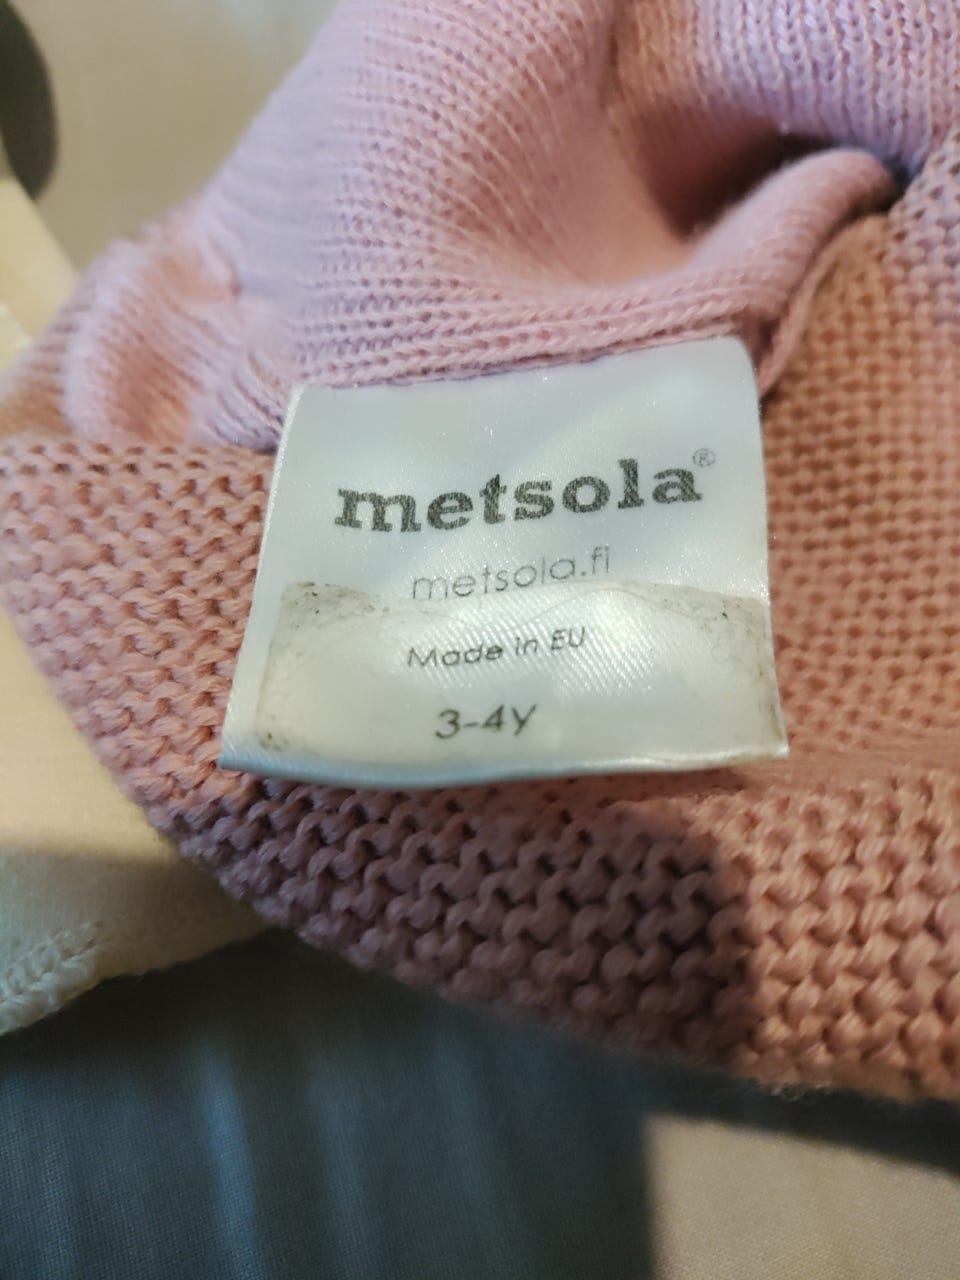 metsola®
metsola.fi
Made in EU
3-4Y